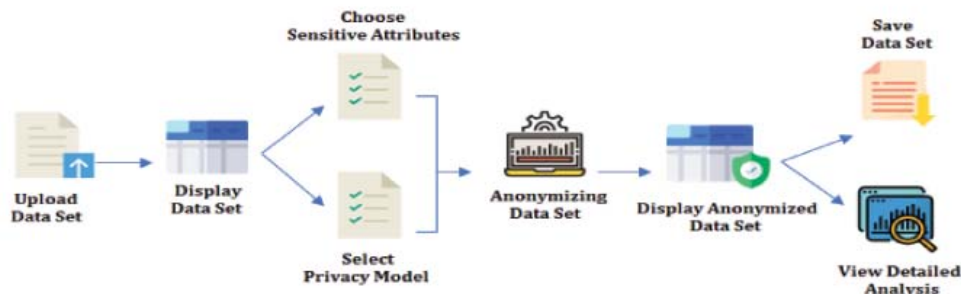 Choose
Sensitive Attributes
Save
Data Set
Upload
Data Set
Display
Data Set
Anonymizing
Data Set
Display Anonymized
Data Set
Select
Privacy Model
View Detailed
Analysis